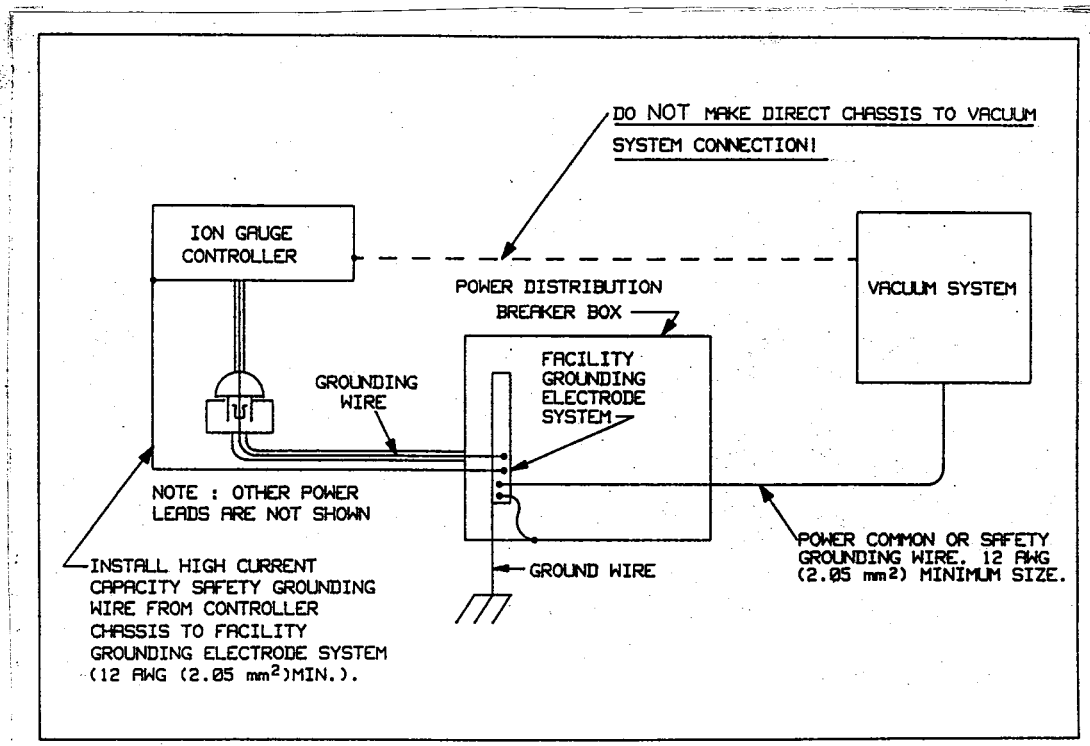 DO NOT MAKE DIRECT CHASSIS TO VACUUM
SYSTEM CONNECTION!
ION GAUGE
CONTROLLER
VACUUM SYSTEM
POWER DISTRIBUTION
BREAKER BOX
FACILITY
GROUNDING
ELECTRODE
SYSTEM
GROUNDING
WIRE
NOTE : OTHER POWER
LEADS ARE NOT SHOWN
POWER COMMON OR SAFETY
GROUNDING WIRE. 12 AWG
(2.05 mm²) MINIMUM SIZE.
GROUND WIRE
INSTALL HIGH CURRENT
CAPACITY SAFETY GROUNDING
WIRE FROM CONTROLLER
CHASSIS TO FACILITY
GROUNDING ELECTRODE SYSTEM
(12 AWG (2.05 mm²)MIN.).